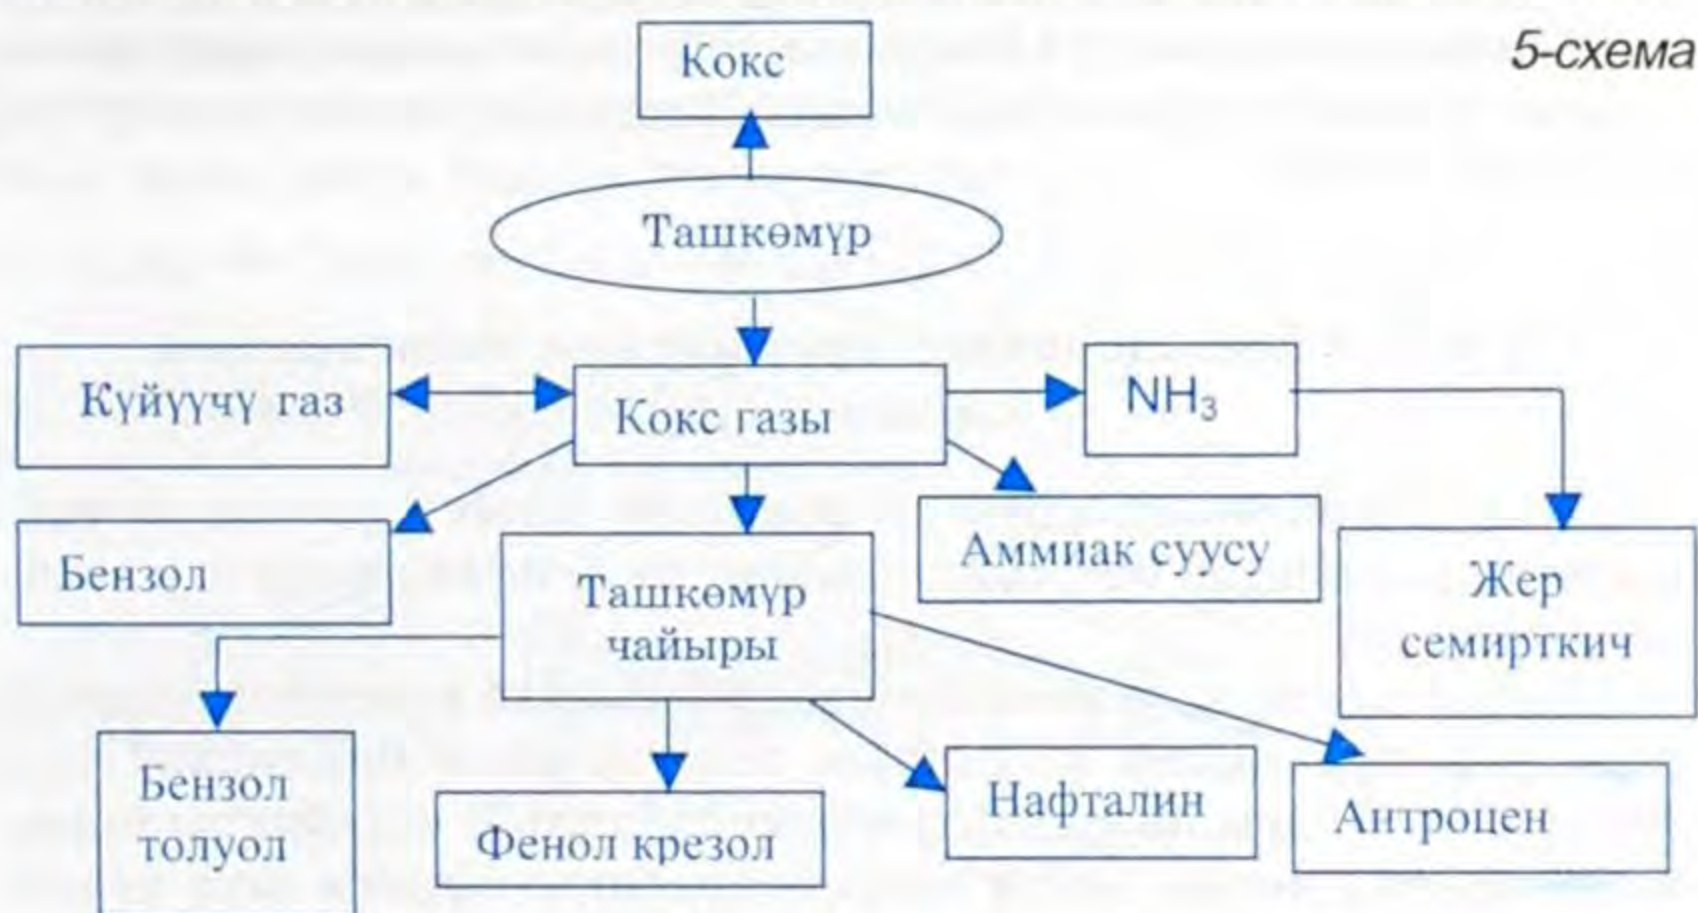 5-схема
Кокс
Ташкөмүр
Күйүүчү газ
Кокс газы
NH₃
Бензол
Ташкөмүр
чайыры
Аммиак суусу
Жер
семирткич
Бензол
толуол
Фенол крезол
Нафталин
Антроцен